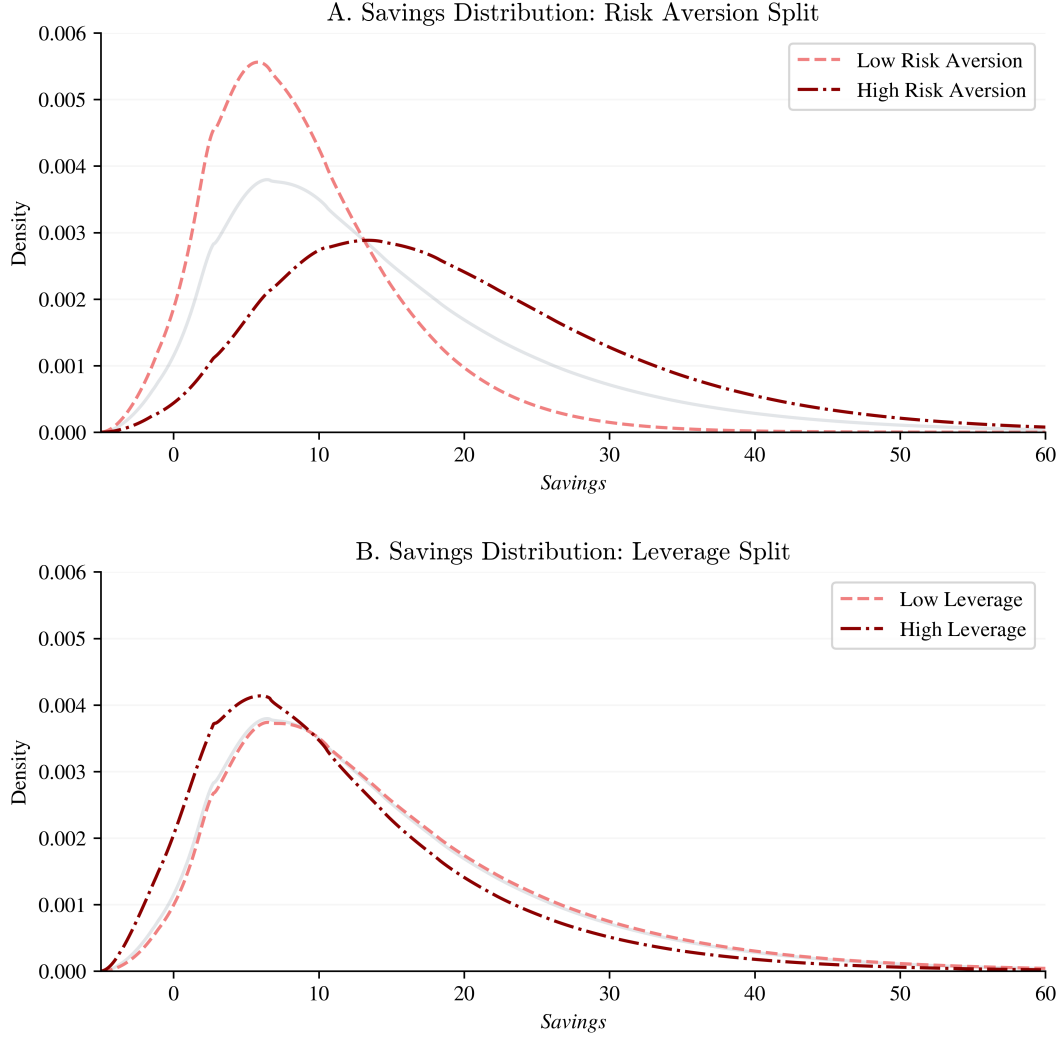 A. Savings Distribution: Risk Aversion Split
Low Risk Aversion
High Risk Aversion
Density
0.006
0.005
0.004
0.003
0.002
0.001
0.000
0 10 20 30 40 50 60
Savings
B. Savings Distribution: Leverage Split
Low Leverage
High Leverage
Density
0.006
0.005
0.004
0.003
0.002
0.001
0.000
0 10 20 30 40 50 60
Savings